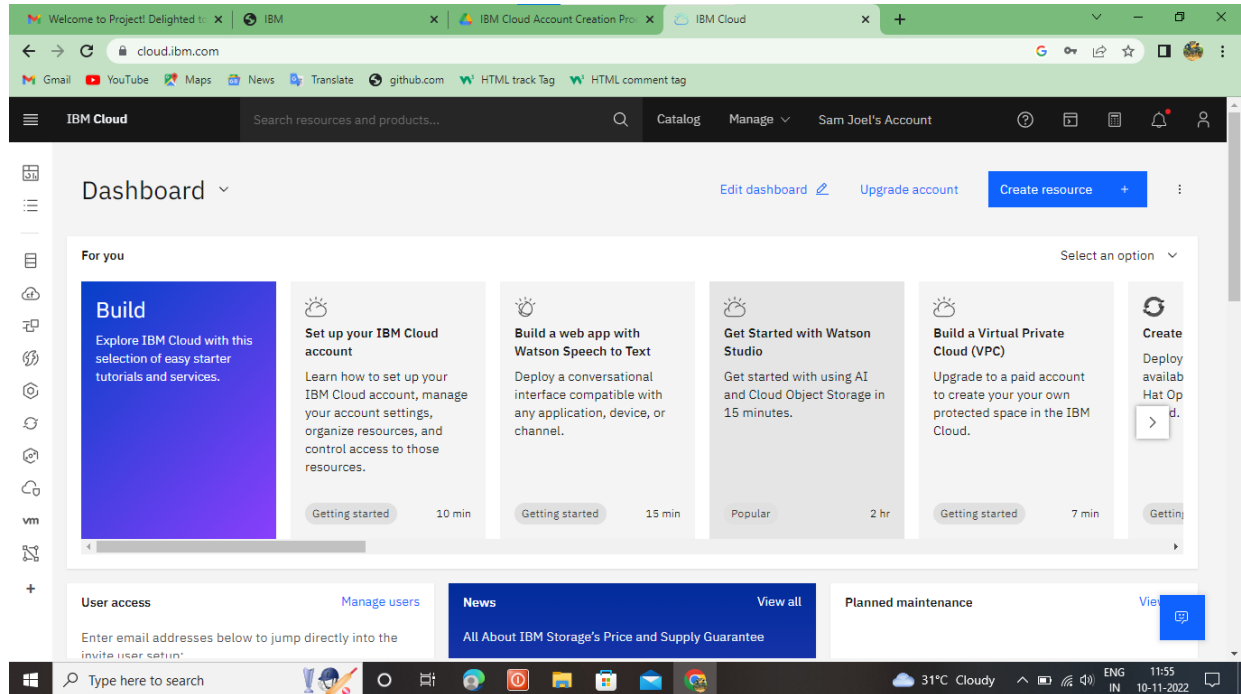 Welcome to Project! Delighted to
IBM
IBM Cloud Account Creation Proc
IBM Cloud
cloud.ibm.com
Gmail
YouTube
Maps
News
Translate
github.com
HTML track Tag
HTML comment tag
IBM Cloud
Search resources and products...
Catalog
Manage
Sam Joel's Account
Dashboard
Edit dashboard
Upgrade account
Create resource +
For you
Select an option
Build
Explore IBM Cloud with this
selection of easy starter
tutorials and services.
Set up your IBM Cloud
account
Learn how to set up your
IBM Cloud account, manage
your account settings,
organize resources, and
control access to those
resources.
Getting started
10 min
Build a web app with
Watson Speech to Text
Deploy a conversational
interface compatible with
any application, device, or
channel.
Getting started
15 min
Get Started with Watson
Studio
Get started with using AI
and Cloud Object Storage in
15 minutes.
Popular
2 hr
Build a Virtual Private
Cloud (VPC)
Upgrade to a paid account
to create your your own
protected space in the IBM
Cloud.
Getting started
7 min
Create
Deploy
availab
Hat Op
d.
Getting
vm
User access
Manage users
Enter email addresses below to jump directly into the
invite user setup:
News
View all
All About IBM Storage's Price and Supply Guarantee
Planned maintenance
Type here to search
31°C Cloudy
ENG
IN
11:55
10-11-2022